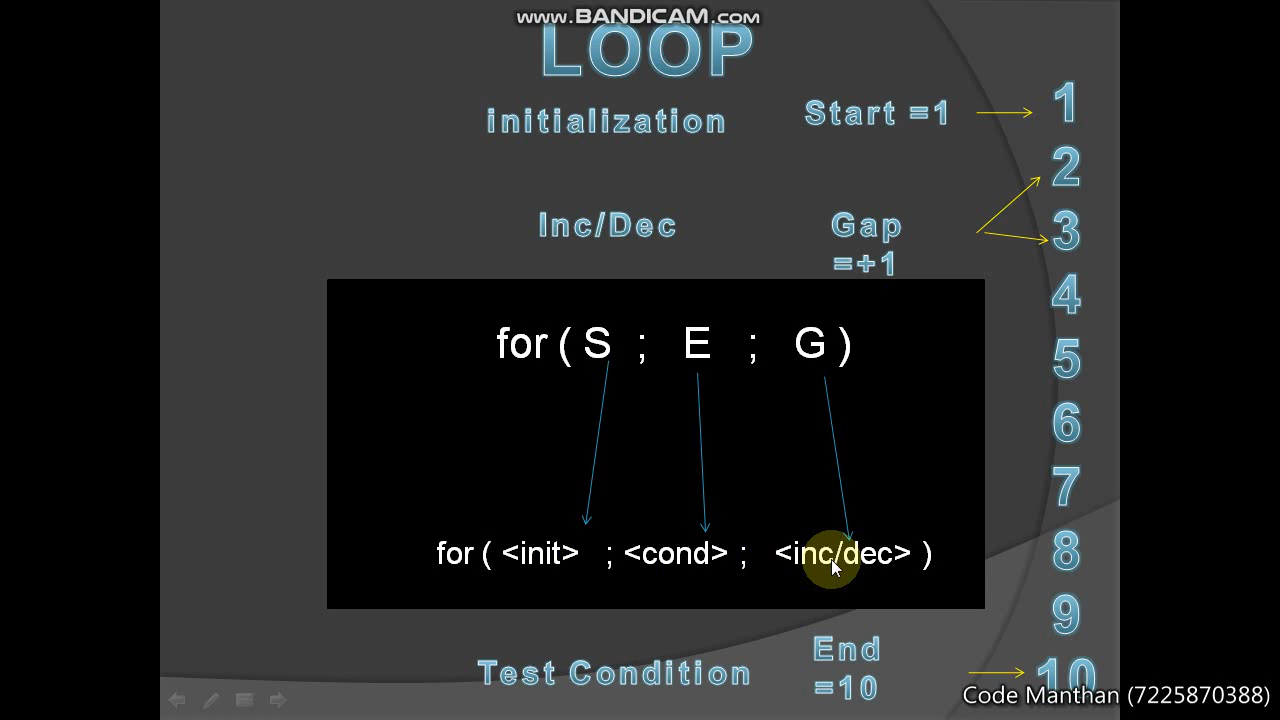 www.BANDICAM.com
LOOP
initialization
Start =1
1
2
Inc/Dec
Gap
=+1
3
4
for ( S ; E ; G )
5
6
7
for ( <init> ; <cond> ; <inc/dec> )
8
9
Test Condition
End
=10
10
Code Manthan (7225870388)